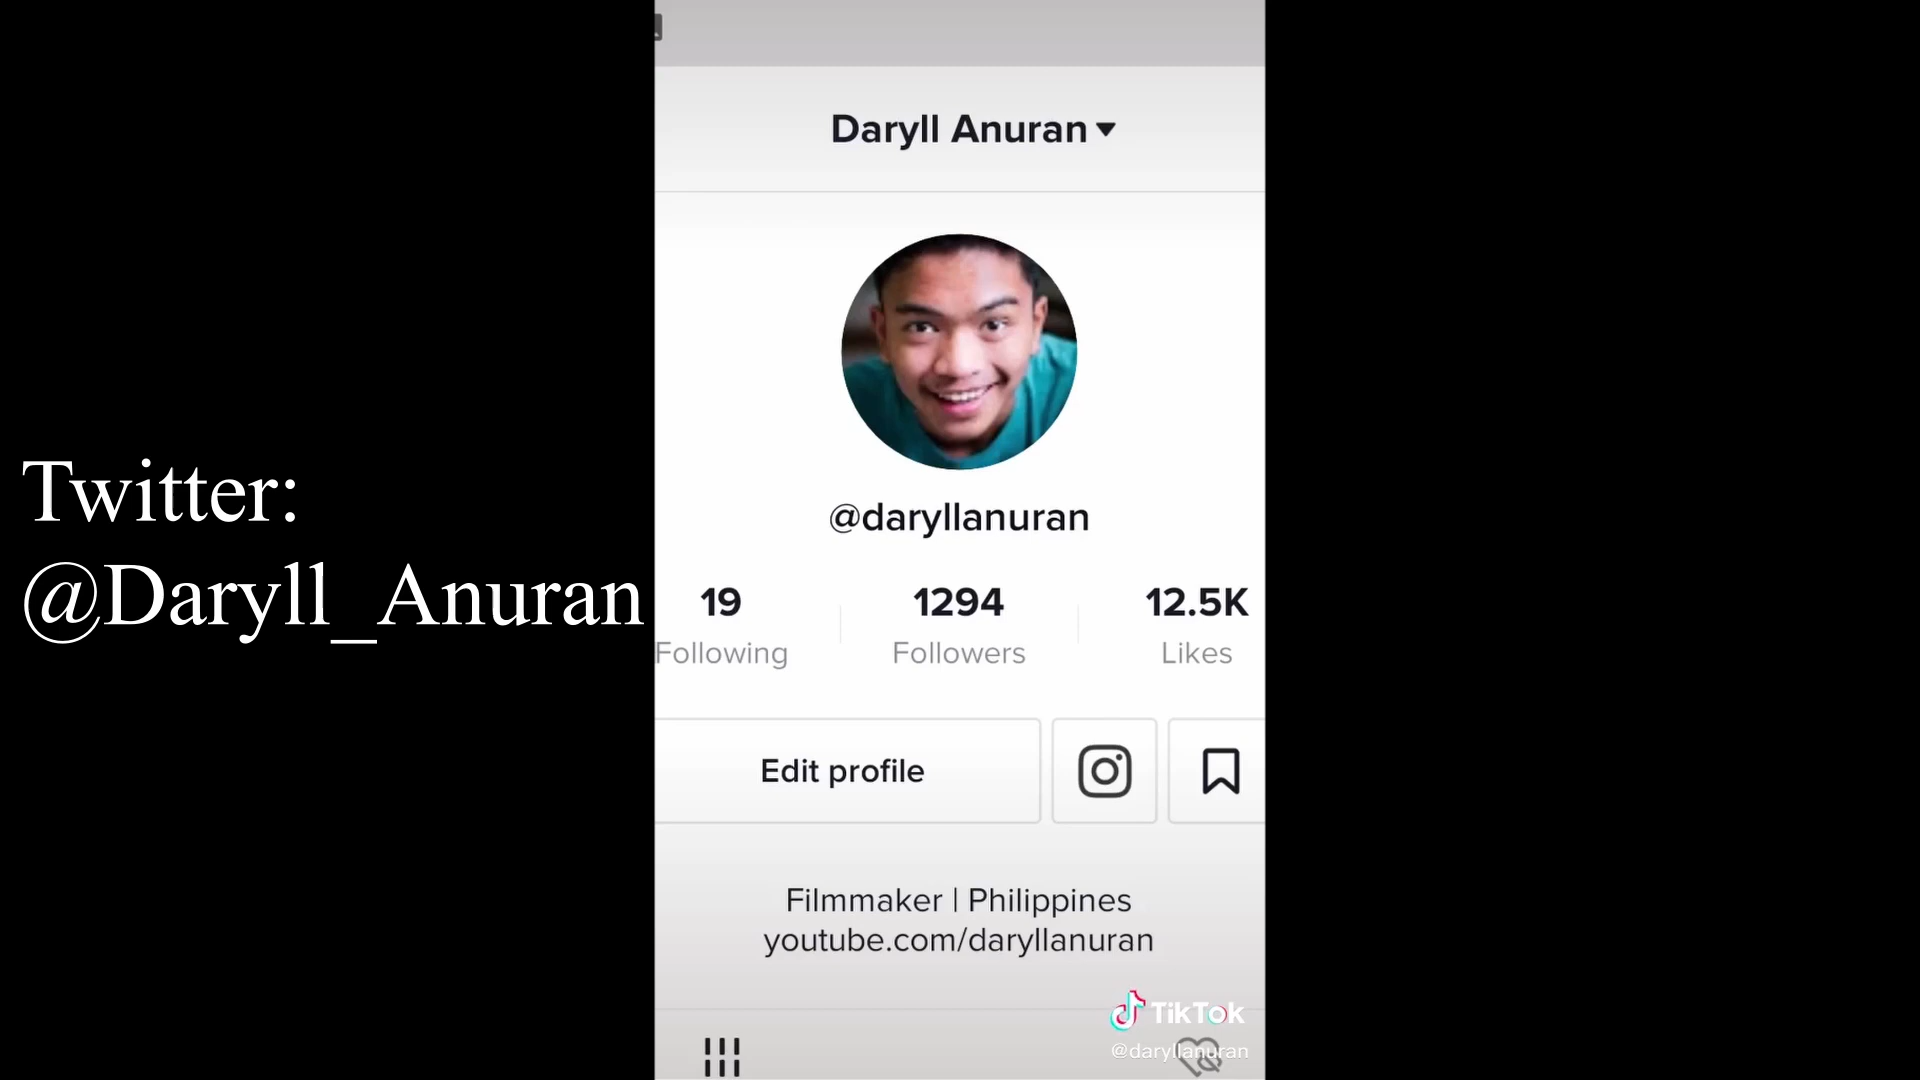 Daryll Anuran
@daryllanuran
Twitter:
@Daryll_Anuran
19 1294 12.5K
Following Followers Likes
Edit profile
Filmmaker | Philippines
youtube.com/daryllanuran
TikTok
@daryllanuran